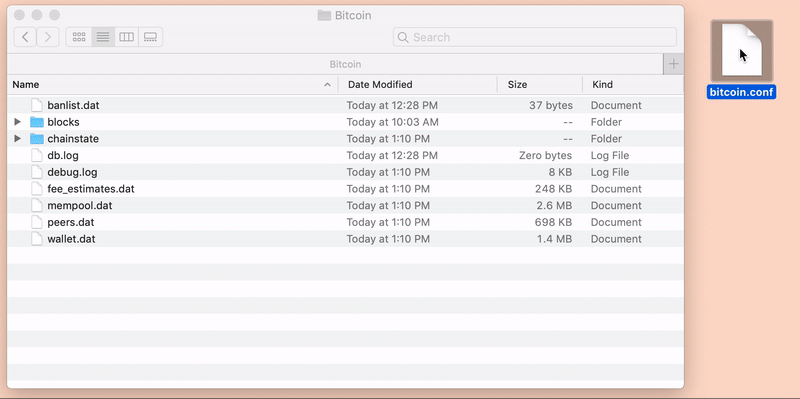 Bitcoin
Search
Bitcoin
Name Date Modified Size Kind
banlist.dat Today at 12:28 PM 37 bytes Document
blocks Today at 10:03 AM -- Folder
chainstate Today at 1:10 PM -- Folder
db.log Today at 12:28 PM Zero bytes Log File
debug.log Today at 1:10 PM 8 KB Log File
fee_estimates.dat Today at 1:10 PM 248 KB Document
mempool.dat Today at 1:10 PM 2.6 MB Document
peers.dat Today at 1:10 PM 698 KB Document
wallet.dat Today at 1:10 PM 1.4 MB Document
bitcoin.conf